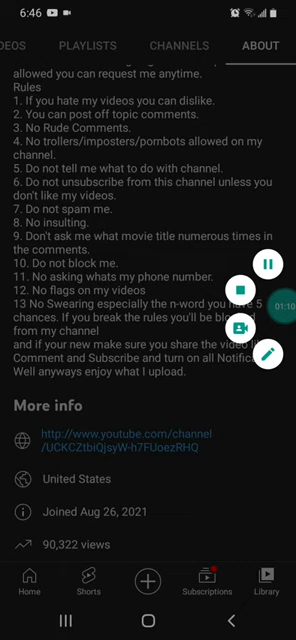 6:46
DEOS PLAYLISTS CHANNELS ABOUT
allowed you can request me anytime.
Rules
1. If you hate my videos you can dislike.
2. You can post off topic comments.
3. No Rude Comments.
4. No trollers/imposters/pornbots allowed on my
channel.
5. Do not tell me what to do with channel.
6. Do not unsubscribe from this channel unless you
don't like my videos.
7. Do not spam me.
8. No insulting.
9. Don't ask me what movie title numerous times in
the comments.
10. Do not block me.
11. No asking whats my phone number.
12. No flags on my videos
13 No Swearing especially the n-word you have 5
chances. If you break the rules you'll be
from my channel
and if your new make sure you share the video
Comment and Subscribe and turn on all
Well anyways enjoy what I upload.
01:10
More info
http://www.youtube.com/channel
/UCKCZtbiQjsyW-h7FUoezRHQ
United States
Joined Aug 26, 2021
90,322 views
Home Shorts Subscriptions Library